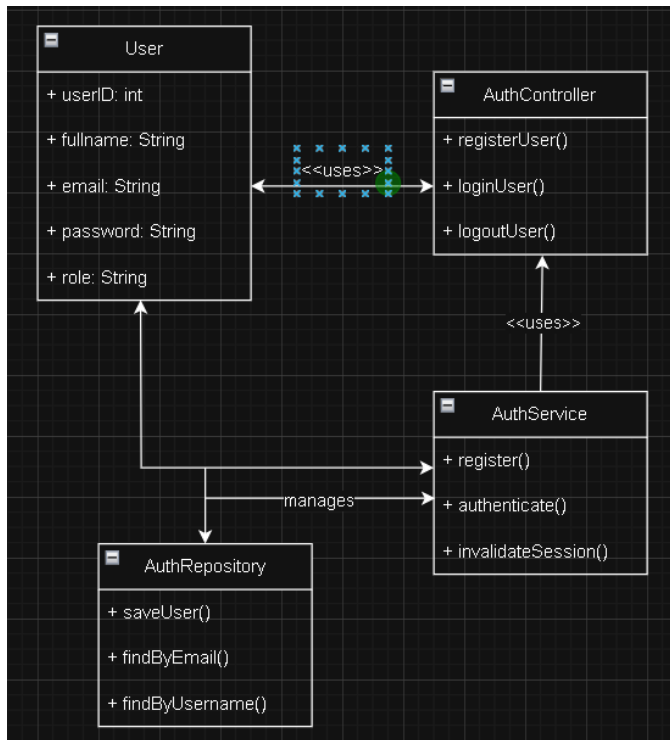 User
+ userID: int
+ fullname: String
+ email: String
+ password: String
+ role: String
<<uses>>
AuthController
+ registerUser()
+ loginUser()
+ logoutUser()
<<uses>>
AuthService
+ register()
+ authenticate()
+ invalidateSession()
manages
AuthRepository
+ saveUser()
+ findByEmail()
+ findByUsername()